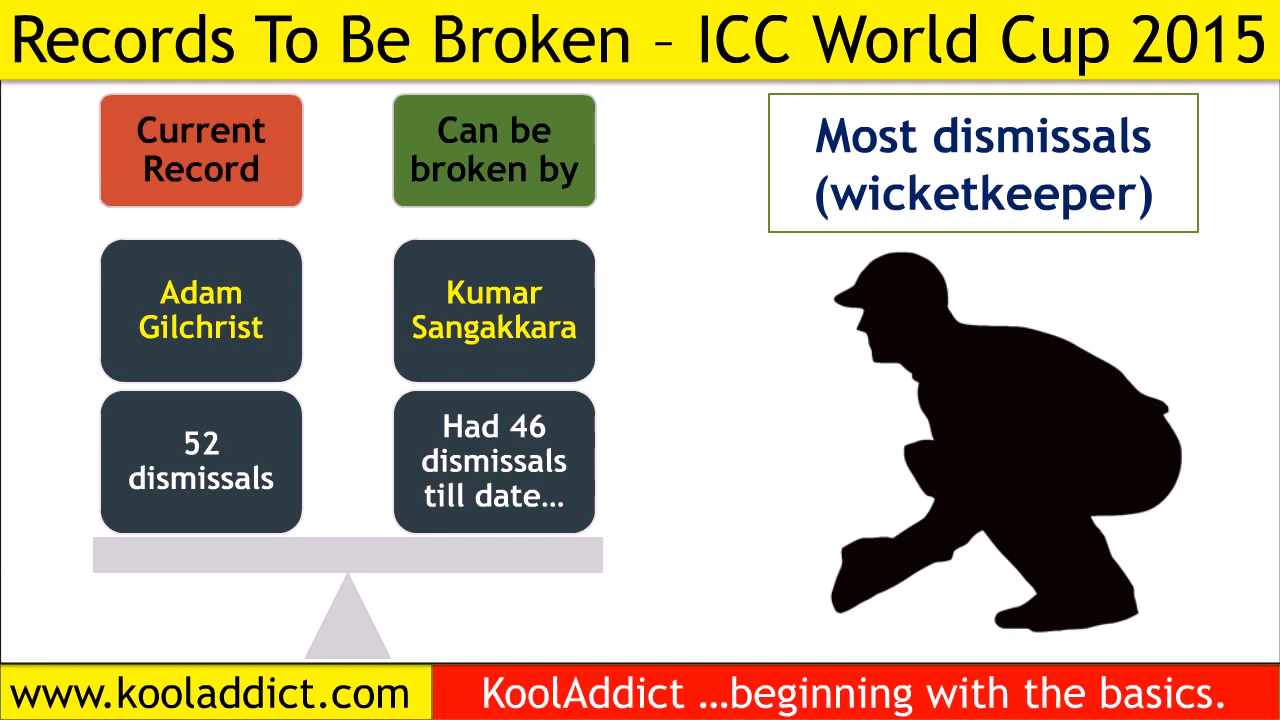 Records To Be Broken – ICC World Cup 2015
Current
Record
Can be
broken by
Most dismissals
(wicketkeeper)
Adam
Gilchrist
Kumar
Sangakkara
52
dismissals
Had 46
dismissals
till date…
www.kooladdict.com
KoolAddict …beginning with the basics.